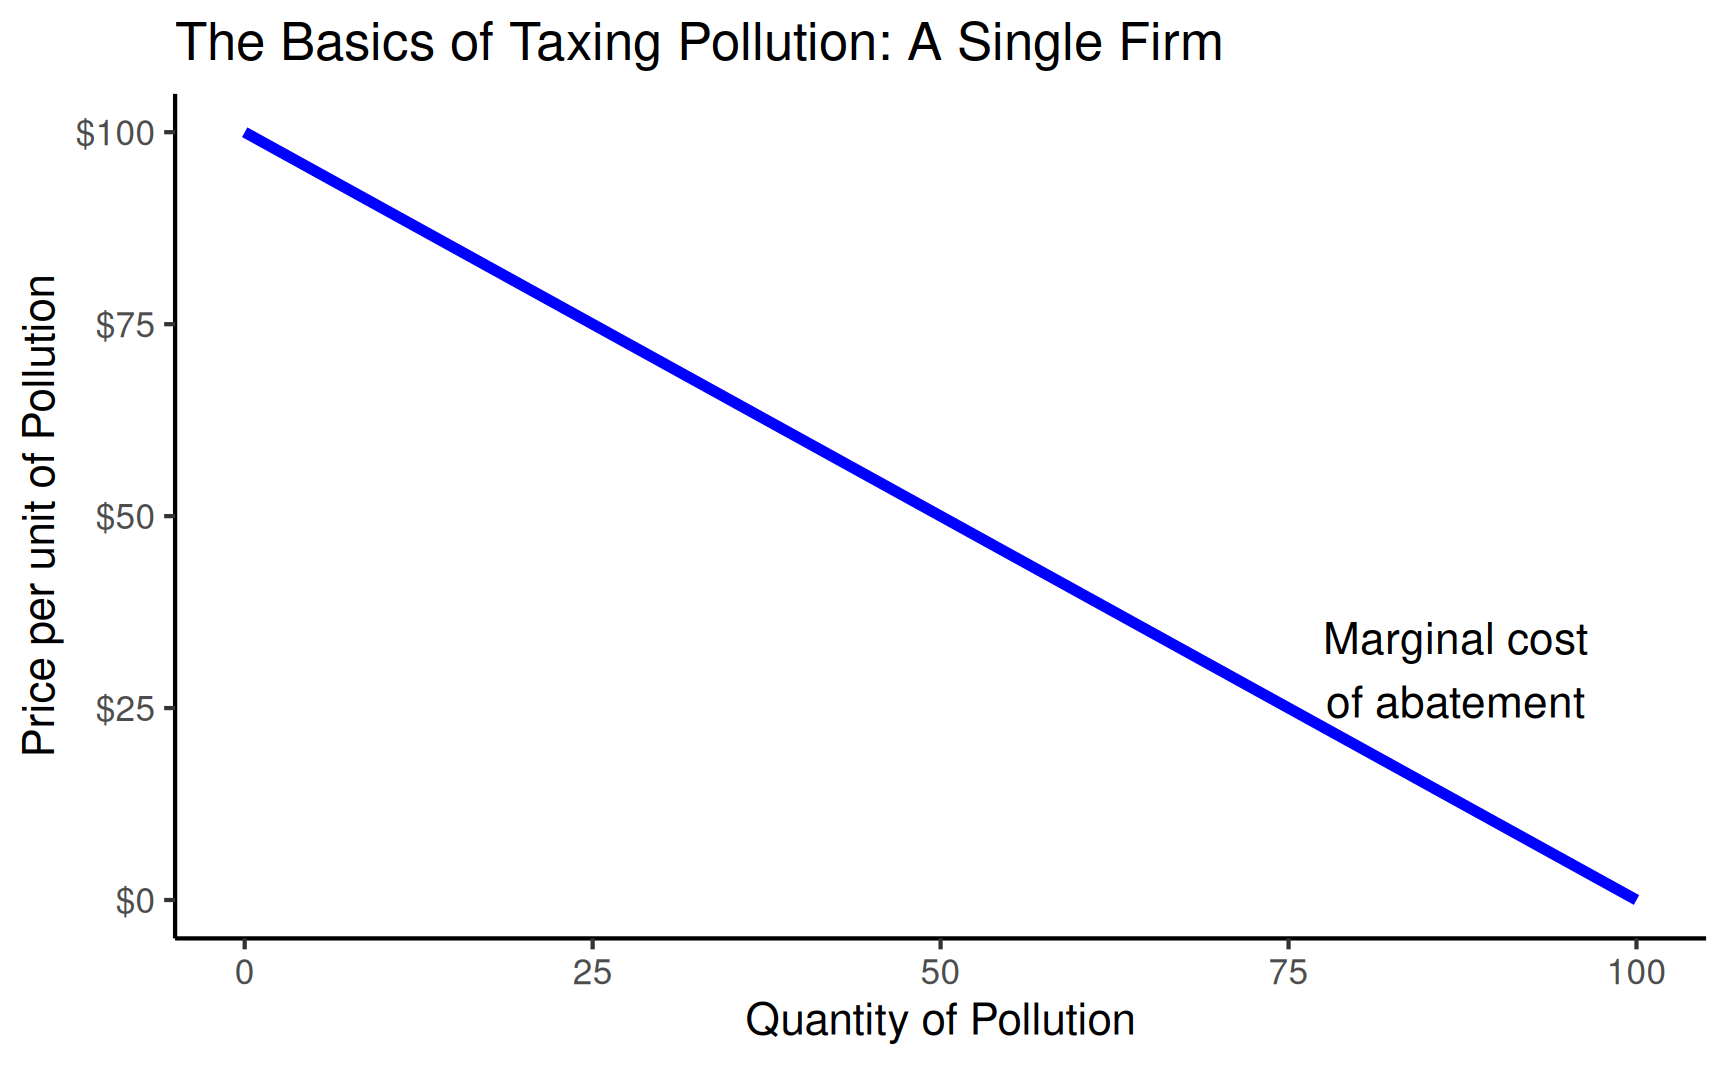 The Basics of Taxing Pollution: A Single Firm
Price per unit of Pollution
$100
$75
$50
$25
$0
Marginal cost
of abatement
0 25 50 75 100
Quantity of Pollution